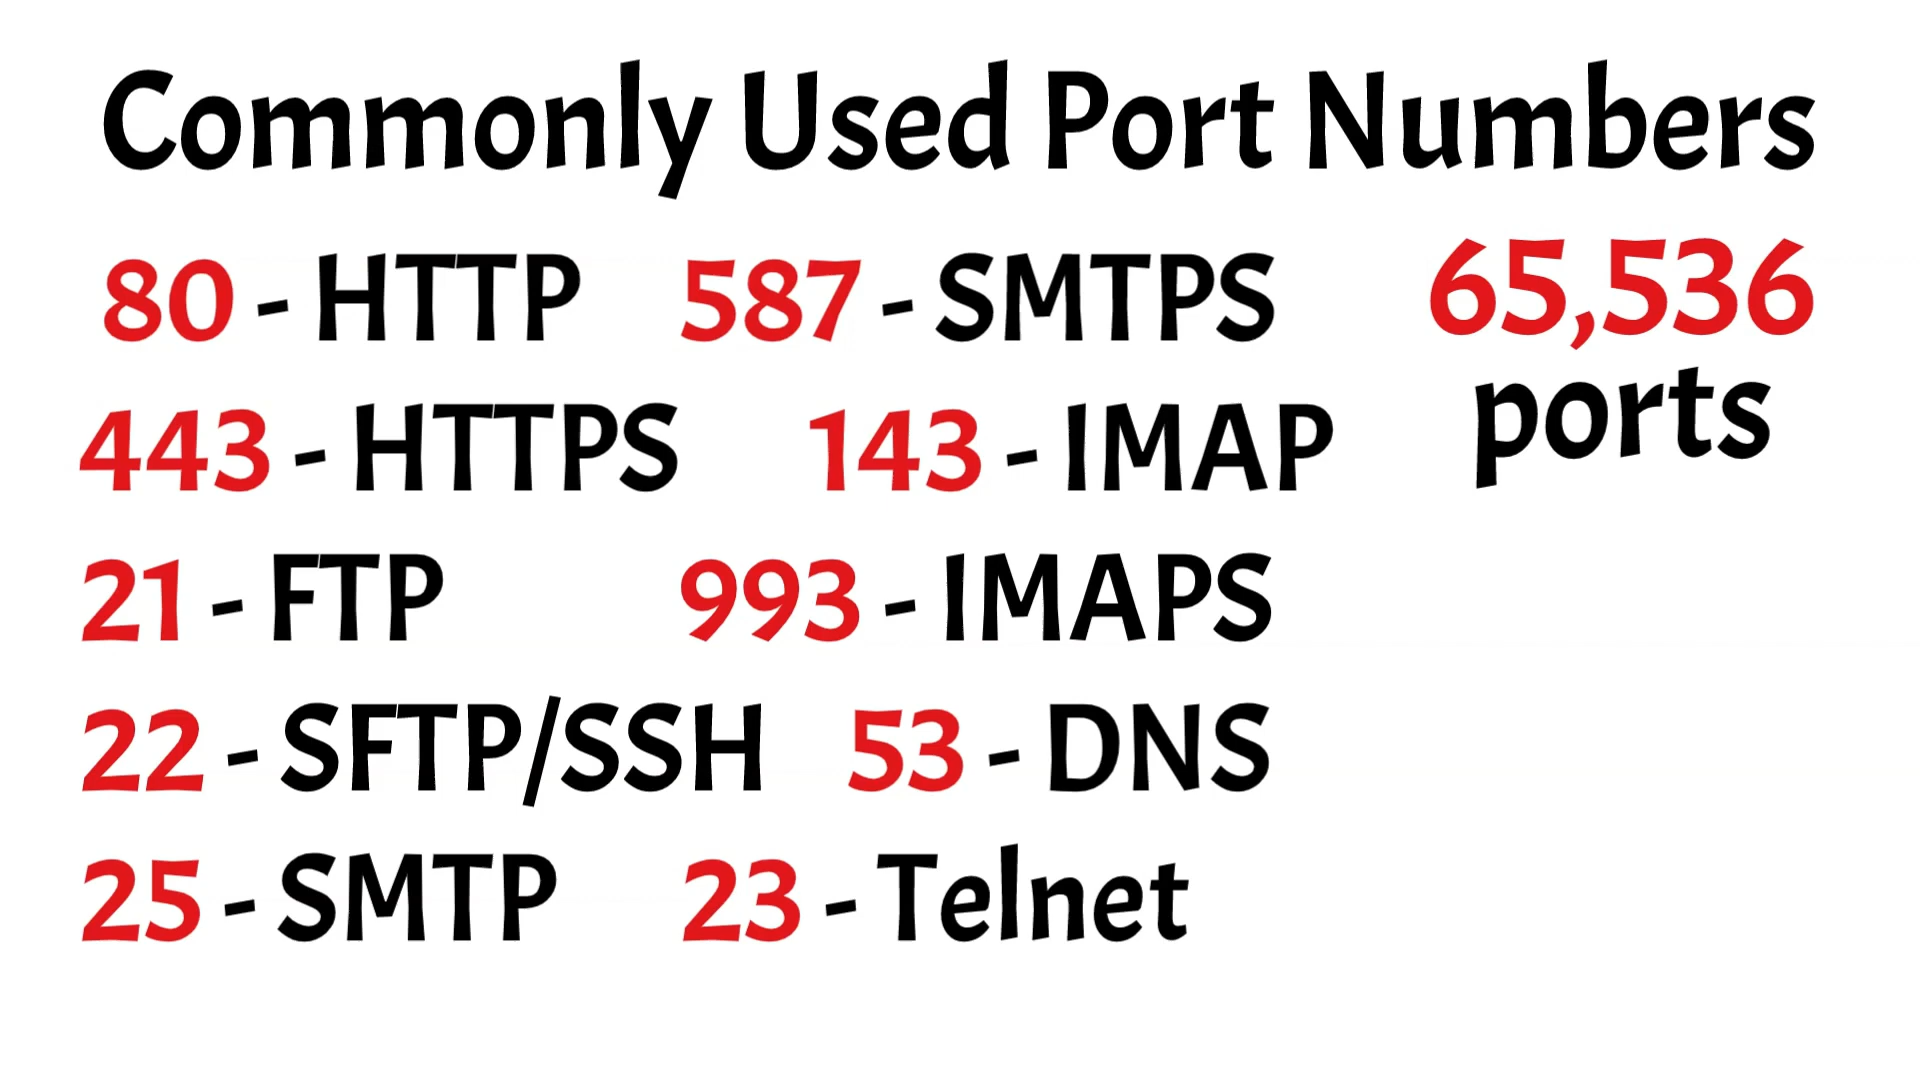 Commonly Used Port Numbers
80 - HTTP
443 - HTTPS
21 - FTP
22 - SFTP/SSH
25 - SMTP
587 - SMTPS
143 - IMAP
993 - IMAPS
53 - DNS
23 - Telnet
65,536
ports